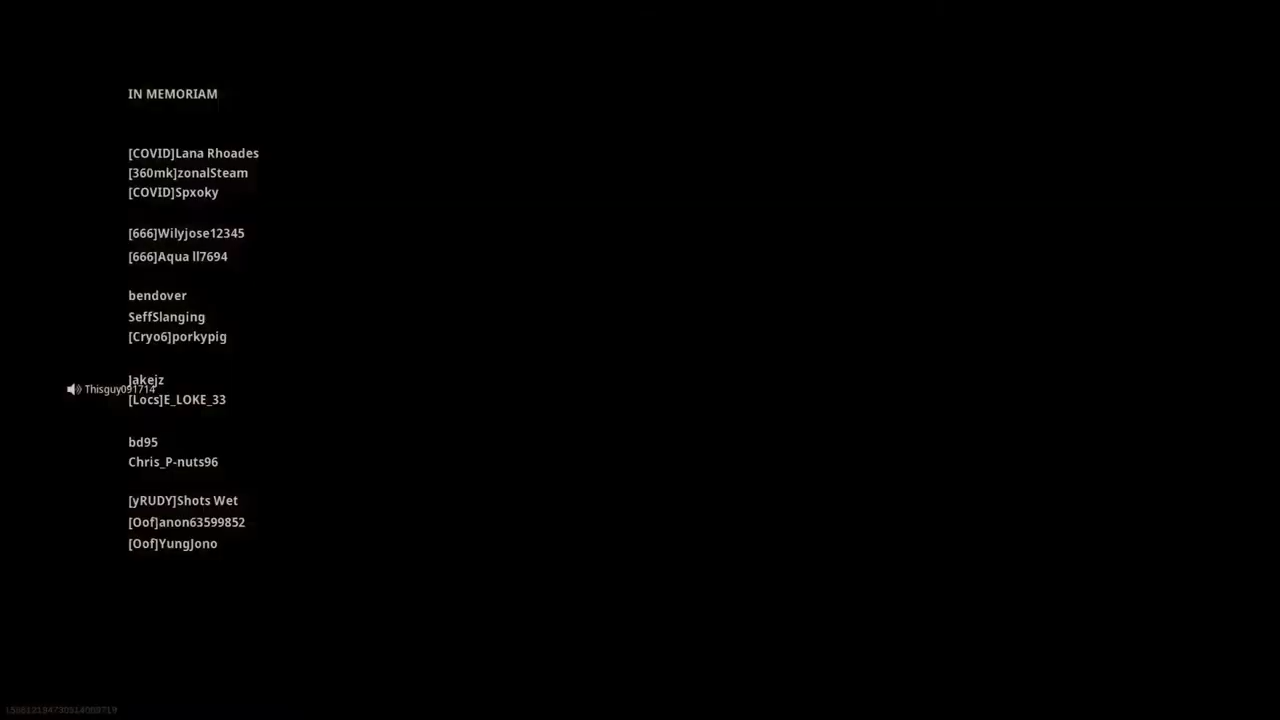 IN MEMORIAM
[COVID]Lana Rhoades
[360mk]zonalSteam
[COVID]Spxoky
[666]Wilyjose12345
[666]Aqua ll7694
bendover
SeffSlanging
[Cryo6]porkypig
Jakejz
Thisguy091714
[Locs]E_LOKE_33
bd95
Chris_P-nuts96
[yRUDY]Shots Wet
[Oof]anon63599852
[Oof]YungJono